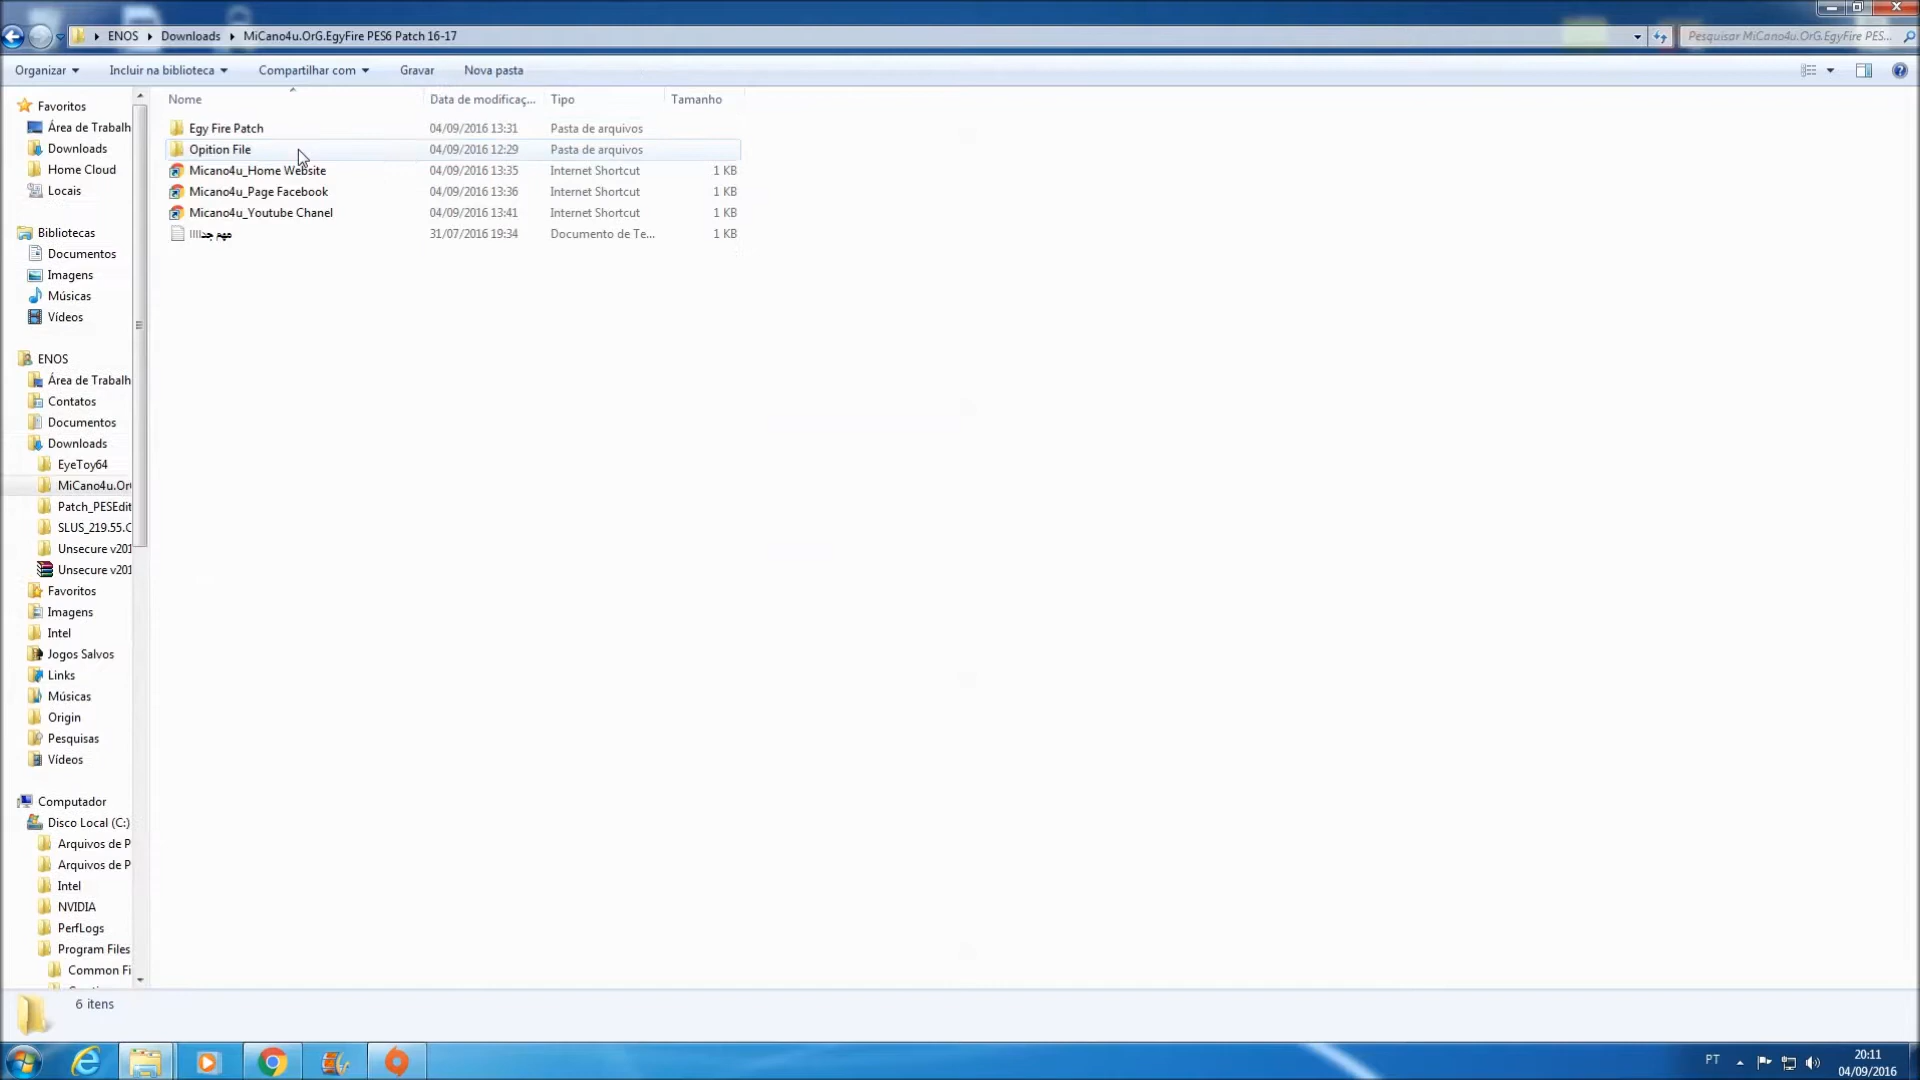 ENOS Downloads MiCano4u.OrG.EgyFire PES6 Patch 16-17
Pesquisar MiCano4u.OrG.EgyFire PES...
Organizar Incluir na biblioteca Compartilhar com Gravar Nova pasta
Nome Data de modificaç... Tipo Tamanho
Egy Fire Patch 04/09/2016 13:31 Pasta de arquivos
Opition File 04/09/2016 12:29 Pasta de arquivos
Micano4u_Home Website 04/09/2016 13:35 Internet Shortcut 1 KB
Micano4u_Page Facebook 04/09/2016 13:36 Internet Shortcut 1 KB
Micano4u_Youtube Chanel 04/09/2016 13:41 Internet Shortcut 1 KB
مهم جدااااا 31/07/2016 19:34 Documento de Te... 1 KB
Favoritos
Área de Trabalh
Downloads
Home Cloud
Locais
Bibliotecas
Documentos
Imagens
Músicas
Vídeos
ENOS
Área de Trabalh
Contatos
Documentos
Downloads
EyeToy64
MiCano4u.Or
Patch_PESEdit
SLUS_219.55.C
Unsecure v201
Unsecure v201
Favoritos
Imagens
Intel
Jogos Salvos
Links
Músicas
Origin
Pesquisas
Vídeos
Computador
Disco Local (C:)
Arquivos de P
Arquivos de P
Intel
NVIDIA
PerfLogs
Program Files
Common Fi
6 itens
PT
20:11
04/09/2016